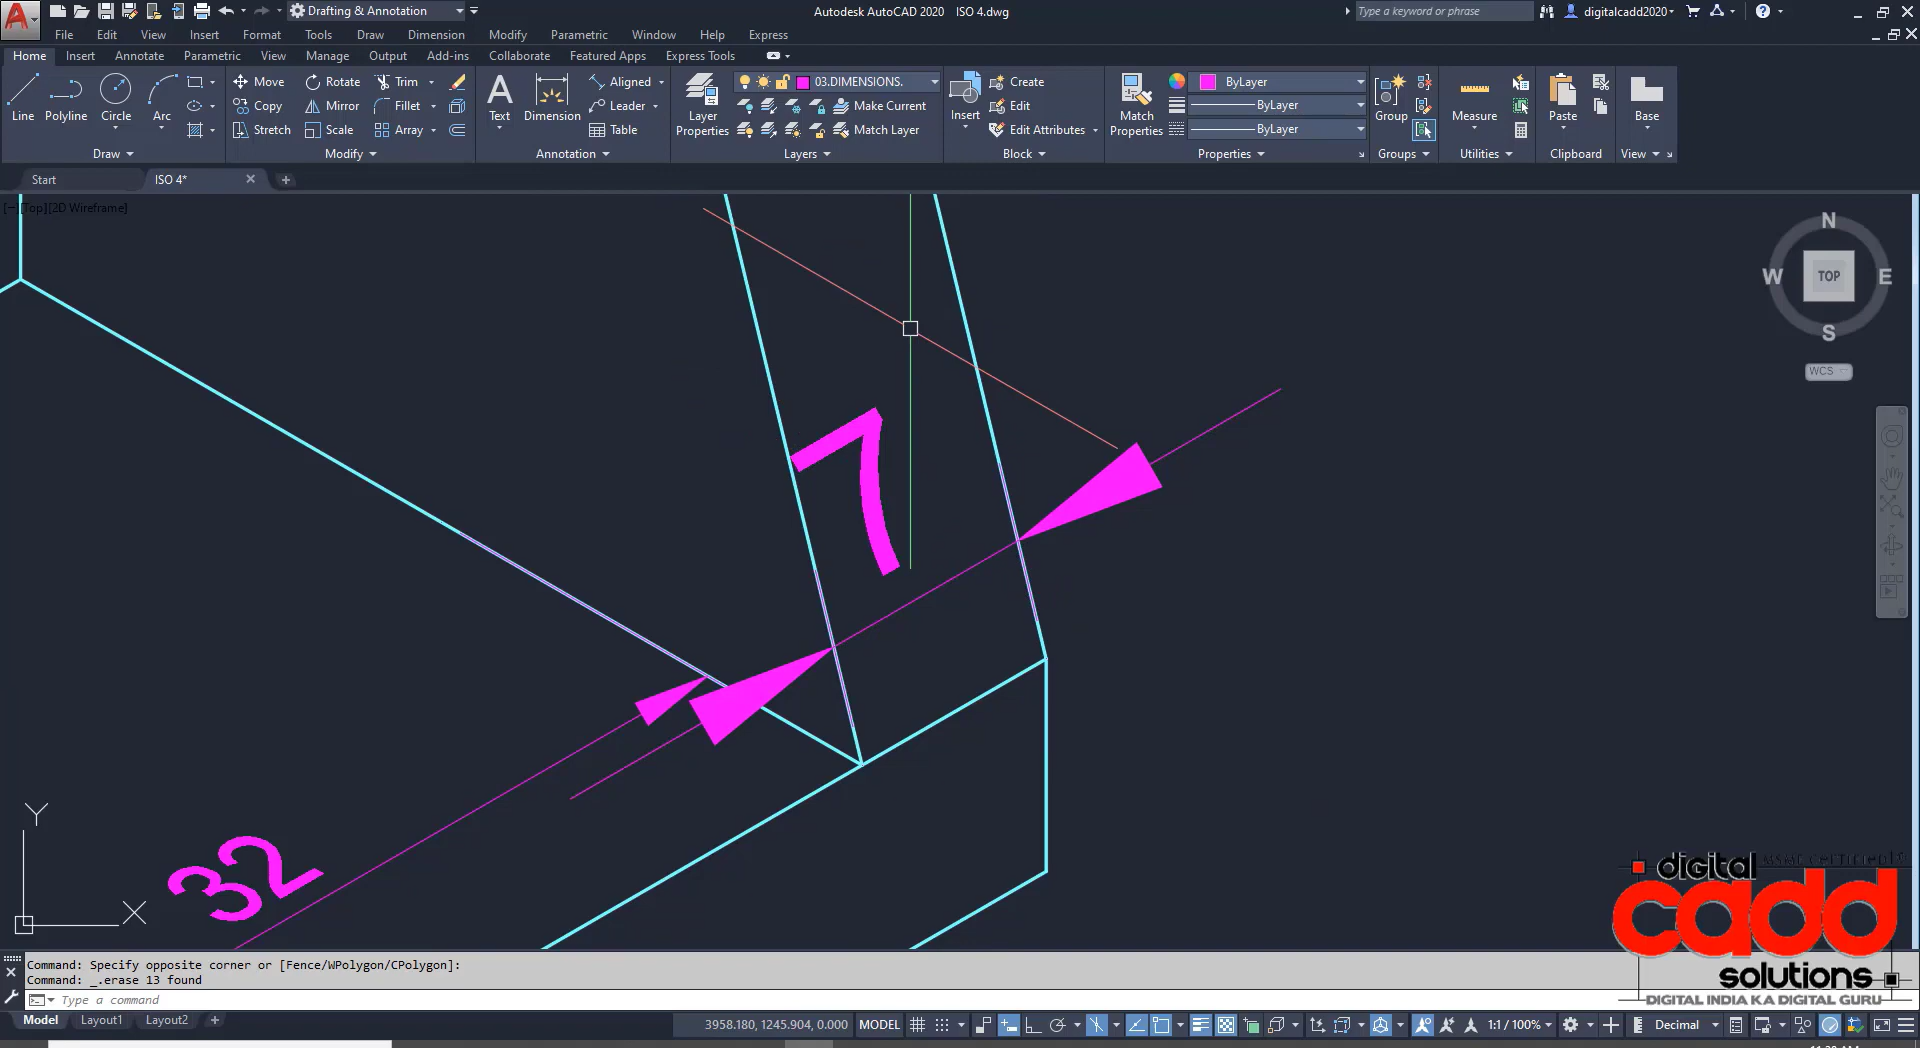 Drafting & Annotation
Autodesk AutoCAD 2020 ISO 4.dwg
Type a keyword or phrase
digitalcadd2020
File Edit View Insert Format Tools Draw Dimension Modify Parametric Window Help Express
Home Insert Annotate Parametric View Manage Output Collaborate Add-ins Featured Apps Express Tools
Line
Polyline
Circle
Arc
Draw
Move Rotate Trim
Copy Mirror Fillet
Stretch Scale Array
Modify
Text
Dimension
Aligned
Leader
Table
Annotation
Layer
Properties
03.DIMENSIONS.
Make Current
Match Layer
Layers
Insert
Create
Edit
Edit Attributes
Block
Match
Properties
ByLayer
ByLayer
ByLayer
Properties
Group
Groups
Measure
Utilities
Paste
Clipboard
Base
View
Start
ISO 4*
[−][Top][2D Wireframe]
N
W TOP E
S
WCS
7
32
Y
X
digital
cadd
solutions
DIGITAL INDIA KA DIGITAL GURU
Command: Specify opposite corner or [Fence/WPolygon/CPolygon]:
Command: _.erase 13 found
Type a command
Model Layout1 Layout2
3958.180, 1245.904, 0.000 MODEL 1:1 / 100% Decimal